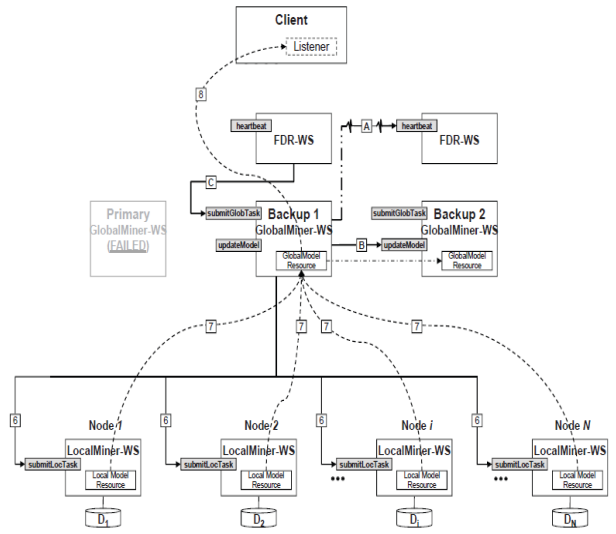 Client
Listener
8
heartbeat
FDR-WS
A
heartbeat
FDR-WS
C
Primary
GlobalMiner-WS
(FAILED)
submitGlobTask
Backup 1
GlobalMiner-WS
updateModel
GlobalModel
Resource
B
submitGlobTask
Backup 2
GlobalMiner-WS
updateModel
GlobalModel
Resource
7
7
7
7
6
6
6
6
Node 1
LocalMiner-WS
submitLocTask
Local Model
Resource
D1
Node 2
LocalMiner-WS
submitLocTask
Local Model
Resource
D2
Node i
LocalMiner-WS
submitLocTask
•••
Local Model
Resource
Di
Node N
LocalMiner-WS
submitLocTask
•••
Local Model
Resource
DN